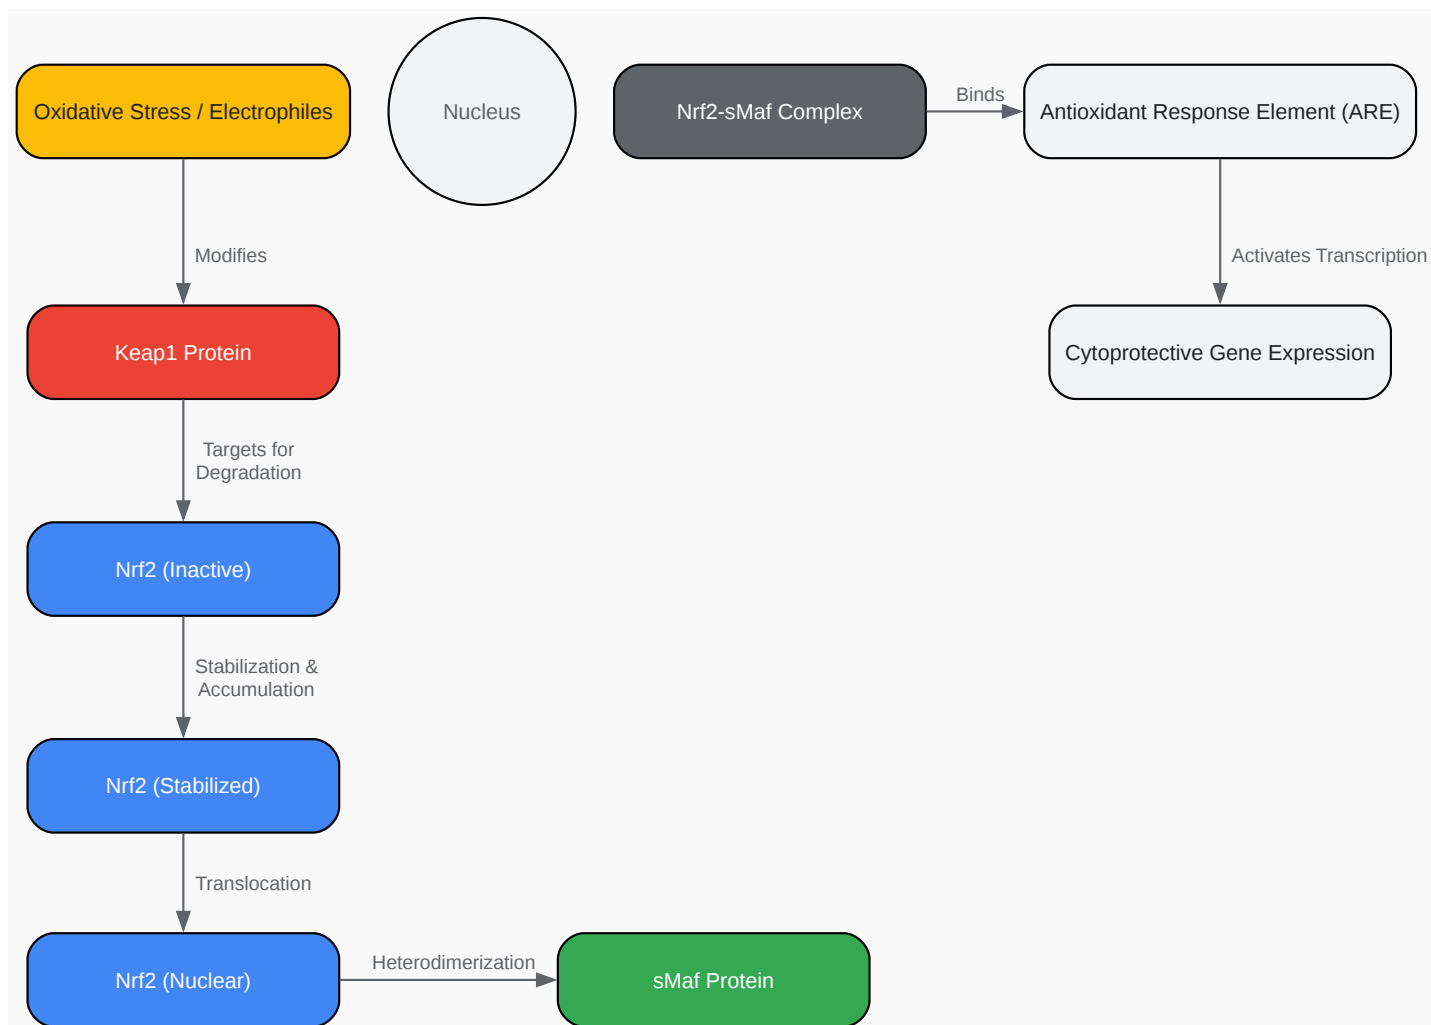 Oxidative Stress / Electrophiles
Nucleus
Nrf2-sMaf Complex
Binds
Antioxidant Response Element (ARE)
Modifies
Activates Transcription
Keap1 Protein
Cytoprotective Gene Expression
Targets for
Degradation
Nrf2 (Inactive)
Stabilization &
Accumulation
Nrf2 (Stabilized)
Translocation
Nrf2 (Nuclear)
Heterodimerization
sMaf Protein